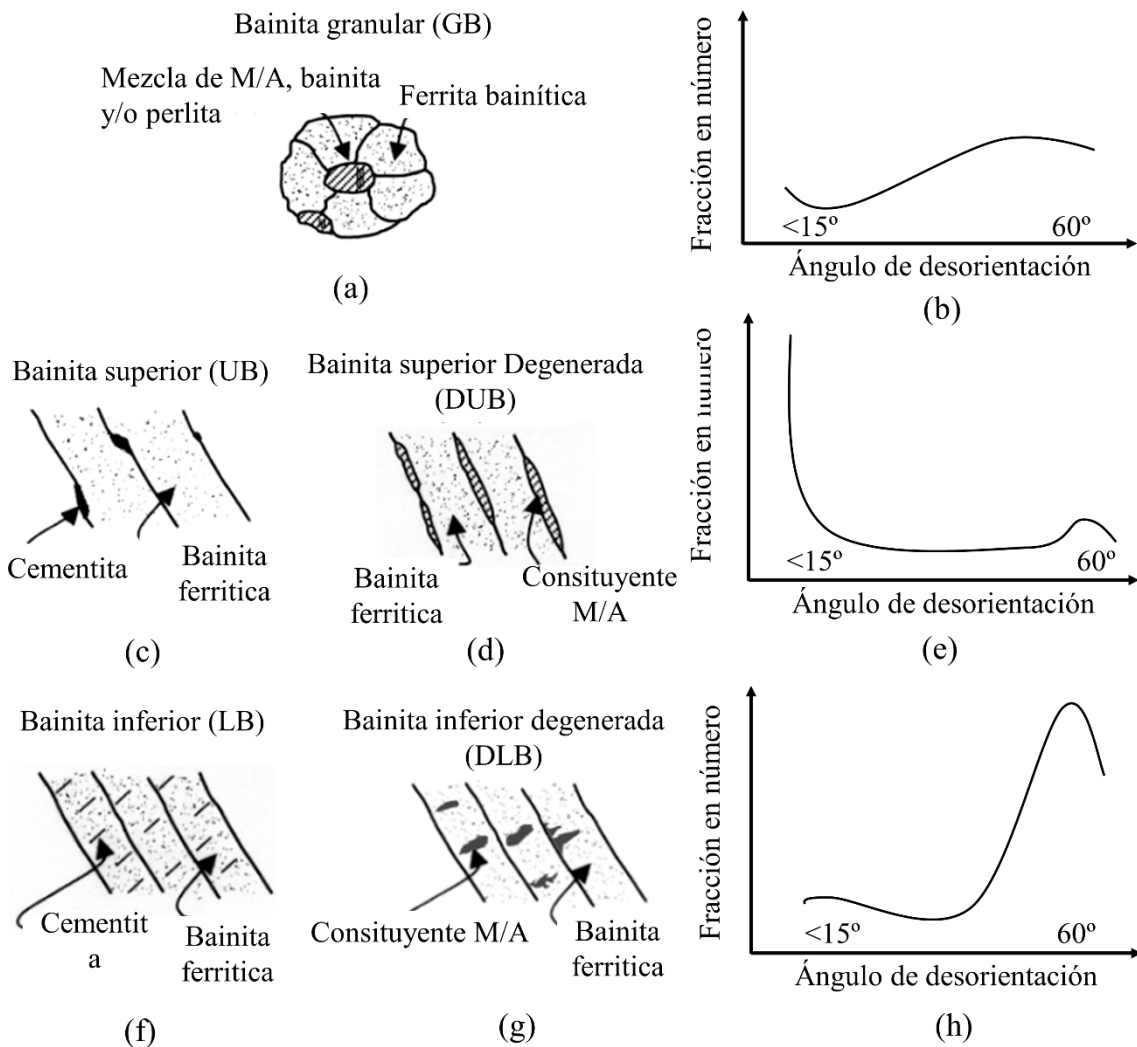 Bainita granular (GB)
Mezcla de M/A, bainita
y/o perlita
Ferrita bainítica
(a)
Fracción en número
<15º
60º
Ángulo de desorientación
(b)
Bainita superior (UB)
Cementita
Bainita
ferritica
(c)
Bainita superior Degenerada
(DUB)
Bainita
ferritica
Consituyente
M/A
(d)
Fracción en número
<15º
60º
Ángulo de desorientación
(e)
Bainita inferior (LB)
Cementit
a
Bainita
ferritica
(f)
Bainita inferior degenerada
(DLB)
Consituyente M/A
Bainita
ferritica
(g)
Fracción en número
<15º
60º
Ángulo de desorientación
(h)